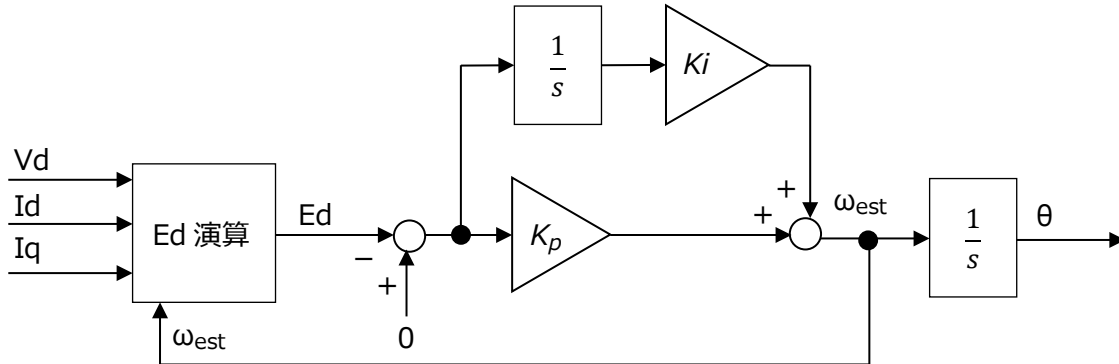 1/s
Ki
Vd
Id
Iq
Ed 演算
Ed
−
+
0
Kp
+
+
ωest
1/s
θ
ωest